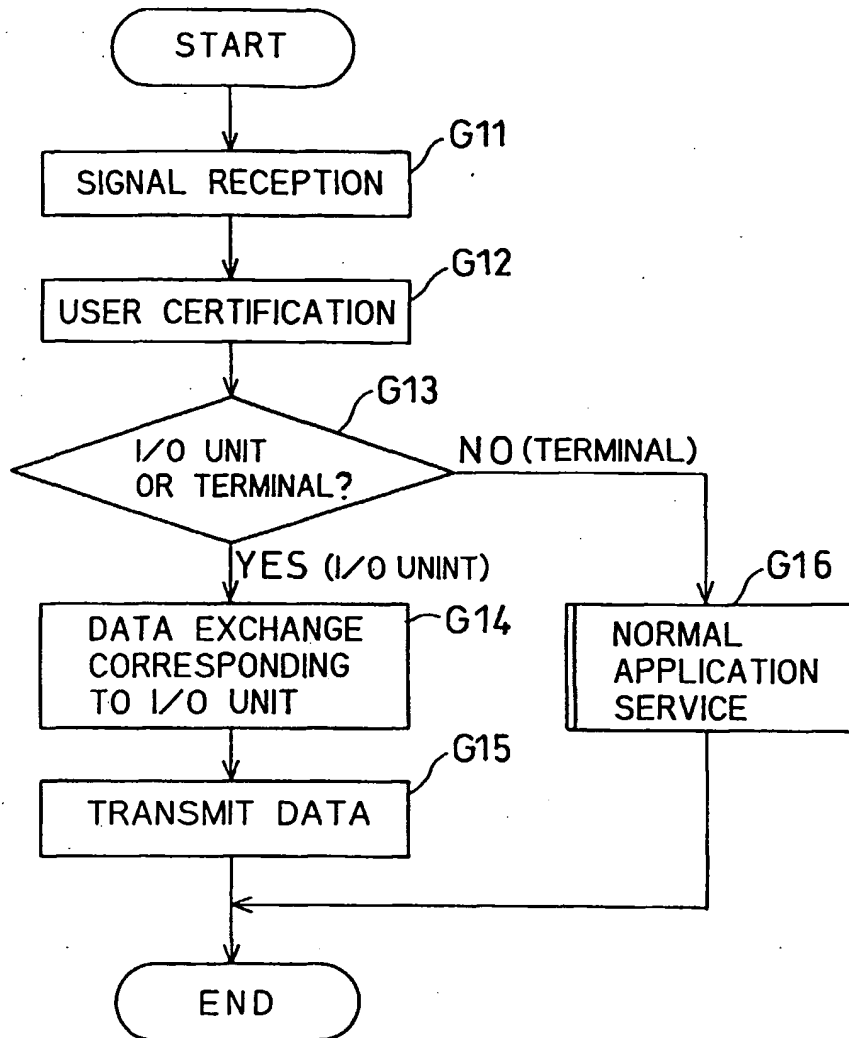 START
G11
SIGNAL RECEPTION
G12
USER CERTIFICATION
G13
I/O UNIT
OR TERMINAL?
NO (TERMINAL)
YES (I/O UNINT)
G14
DATA EXCHANGE
CORRESPONDING
TO I/O UNIT
G16
NORMAL
APPLICATION
SERVICE
G15
TRANSMIT DATA
END